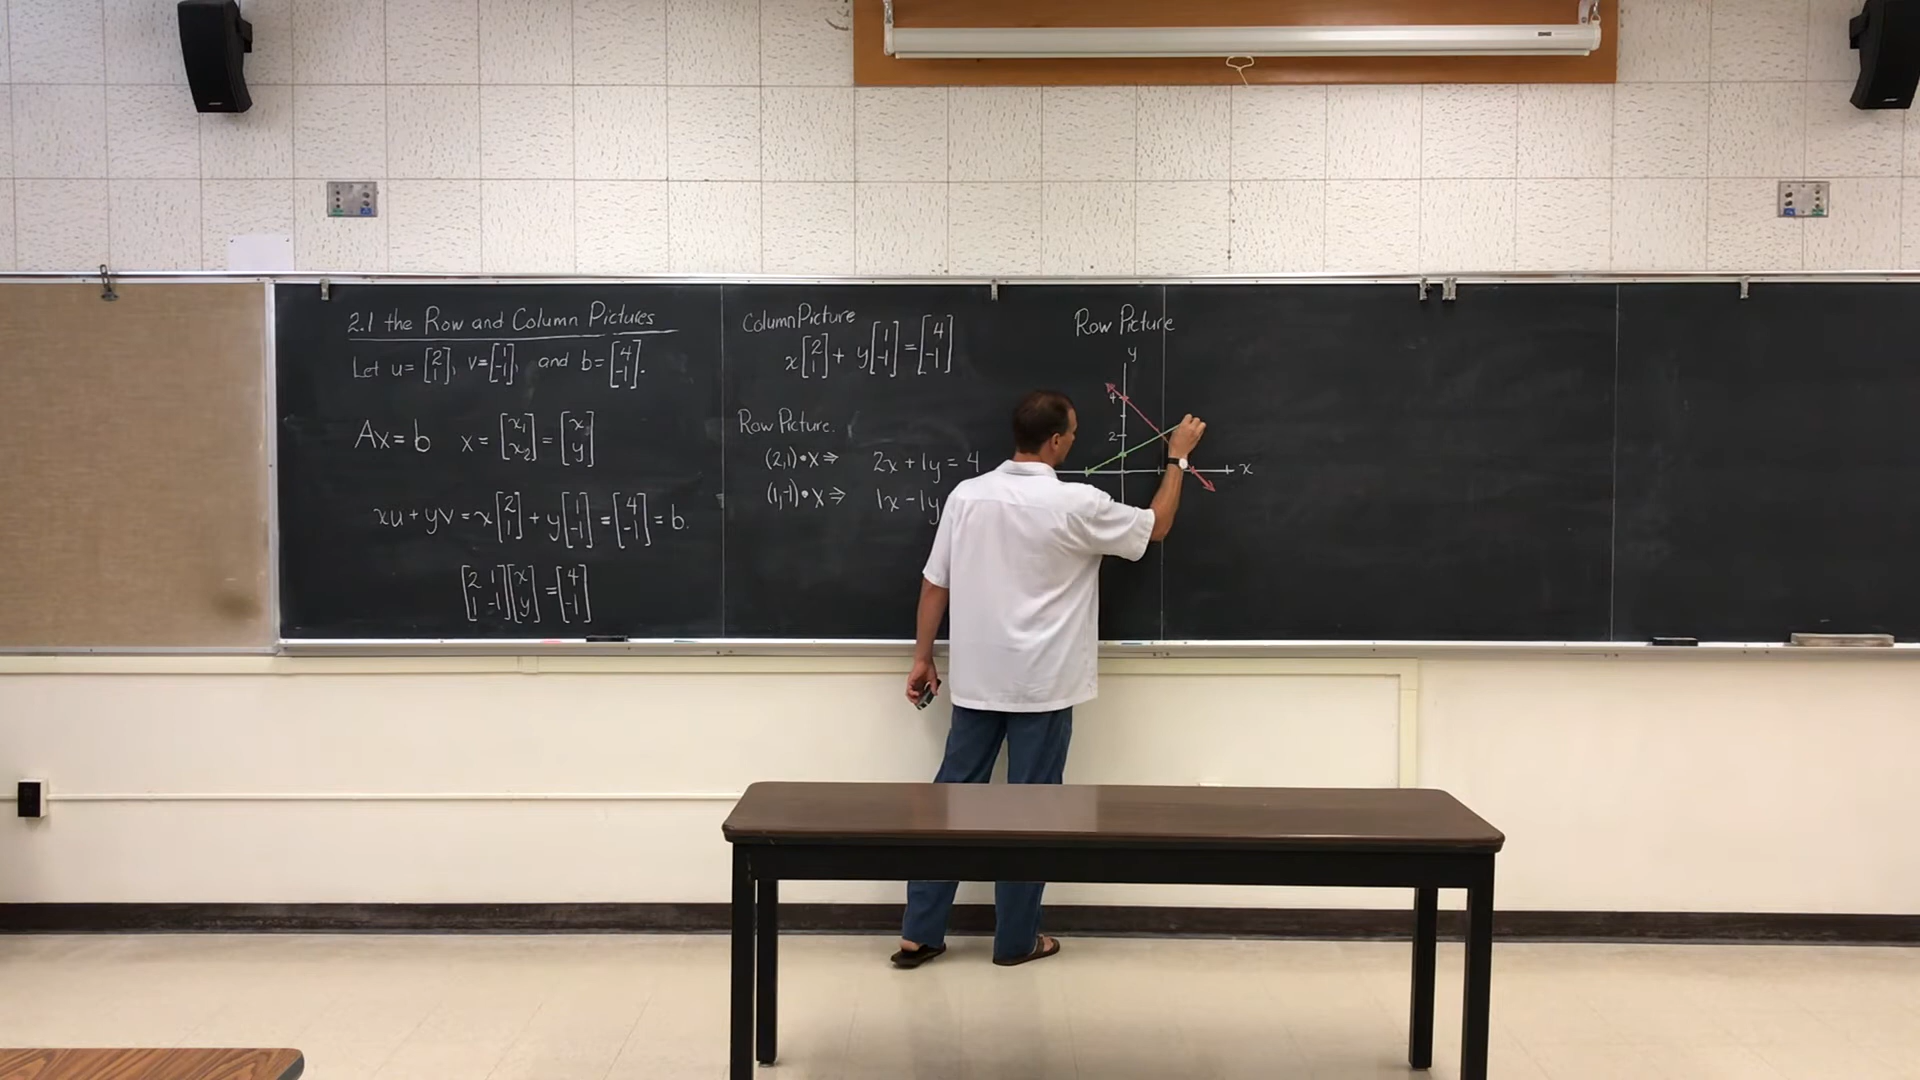 2.1 the Row and Column Pictures
Let u = [2 1], v = [1 -1], and b = [4 -1].
Ax = b x = [x₁ x₂] = [x y]
xu + yv = x [2 1] + y [1 -1] = [4 -1] = b.
[2 1 1 -1] [x y] = [4 -1]
Column Picture
x [2 1] + y [1 -1] = [4 -1]
Row Picture.
(2,1) • x ⇒ 2x + 1y = 4
(1,-1) • x ⇒ 1x - 1y
Row Picture
y
4
2
x